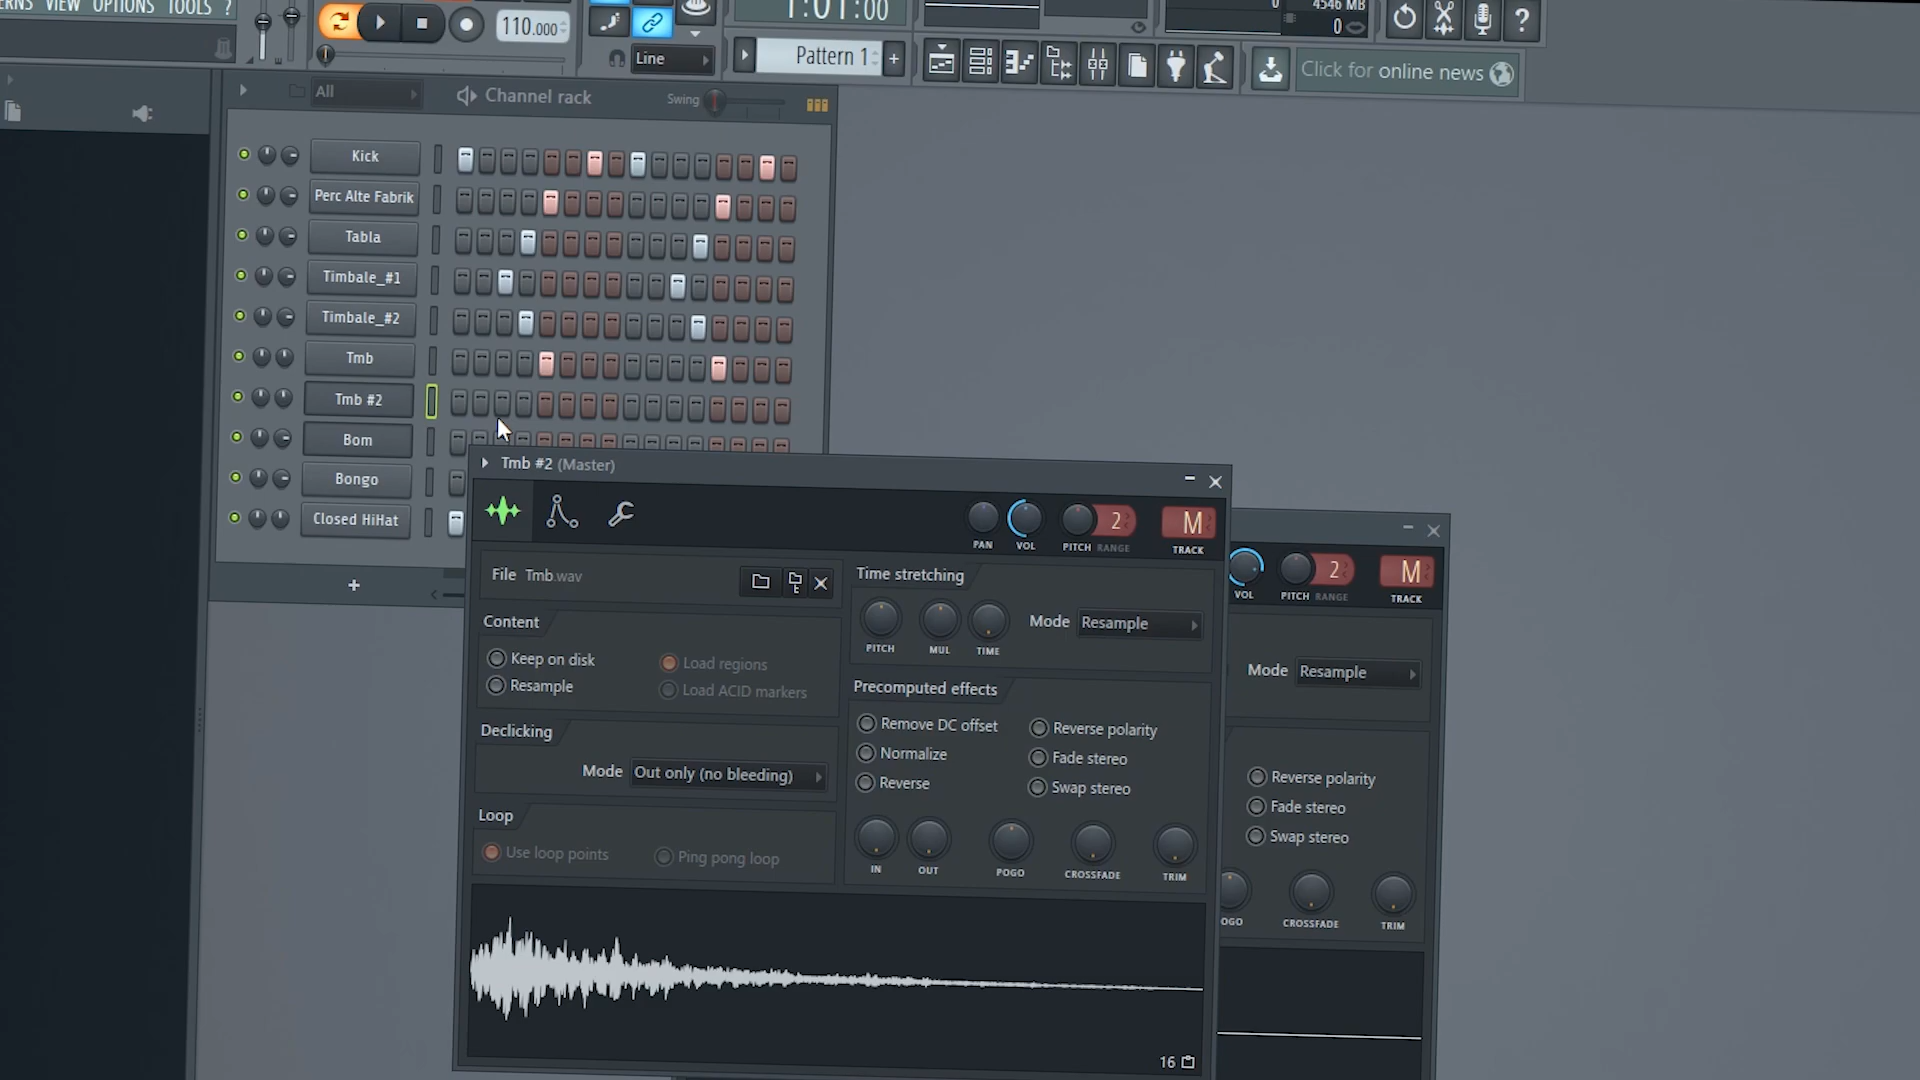 VIEW OPTIONS TOOLS ?
110.000
1:01:00
4546 MB
0
0
Line
Pattern 1
+
Click for online news
All
Channel rack
Swing
Kick
Perc Alte Fabrik
Tabla
Timbale_#1
Timbale_#2
Tmb
Tmb #2
Bom
Bongo
Closed HiHat
+
Tmb #2 (Master)
PAN
VOL
PITCH
2
RANGE
M
TRACK
File Tmb.wav
Content
Keep on disk
Load regions
Resample
Load ACID markers
Declicking
Mode Out only (no bleeding)
Loop
Use loop points
Ping pong loop
Time stretching
PITCH
MUL
TIME
Mode Resample
Precomputed effects
Remove DC offset
Reverse polarity
Normalize
Fade stereo
Reverse
Swap stereo
IN
OUT
POGO
CROSSFADE
TRIM
16
VOL
PITCH
2
RANGE
M
TRACK
Mode Resample
Reverse polarity
Fade stereo
Swap stereo
CROSSFADE
TRIM